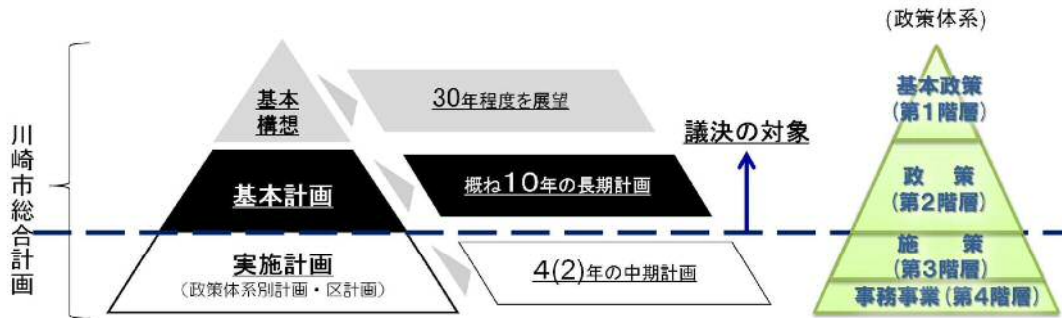 川崎市総合計画
基本
構想
30年程度を展望
基本計画
概ね10年の長期計画
実施計画
(政策体系別計画・区計画)
4(2)年の中期計画
議決の対象
(政策体系)
基本政策
(第1階層)
政　策
(第2階層)
施　策
(第3階層)
事務事業(第4階層)